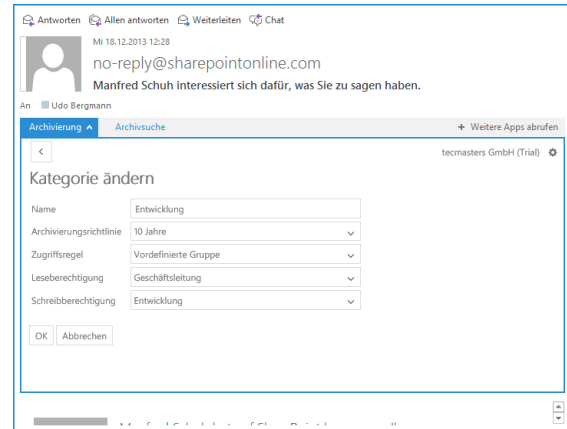 Antworten Allen antworten Weiterleiten Chat
Mi 18.12.2013 12:28
no-reply@sharepointonline.com
Manfred Schuh interessiert sich dafür, was Sie zu sagen haben.
An Udo Bergmann
Archivierung Archivsuche + Weitere Apps abrufen
tecmasters GmbH (Trial)
Kategorie ändern
Name Entwicklung
Archivierungsrichtlinie 10 Jahre
Zugriffsregel Vordefinierte Gruppe
Leseberechtigung Geschäftsleitung
Schreibberechtigung Entwicklung
OK Abbrechen